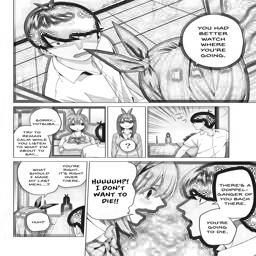 YOU HAD
BETTER
WATCH
WHERE
YOU'RE
GOING.
SORRY,
YOTSUBA.
TRY TO
REMAIN
CALM WHILE
YOU LISTEN
TO WHAT I'M
ABOUT TO
SAY...
?
THERE'S A
DOPPEL-
GANGER OF
YOU BACK
THERE.
YOU'RE
GOING TO
DIE.
HUUUUH?!
I DON'T
WANT TO
DIE!!
YOU'RE
RIGHT.
IT'S RIGHT
OVER
THERE.
WHAT
SHOULD I
MAKE MY
LAST
MEAL...?
HUH?